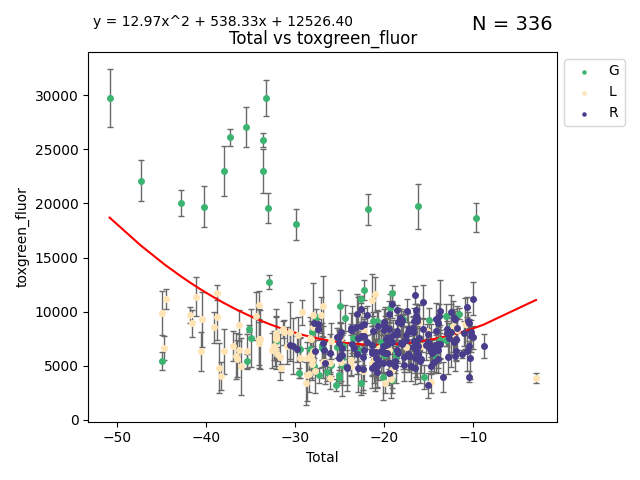 y = 12.97x^2 + 538.33x + 12526.40
N = 336
Total vs toxgreen_fluor
G
L
R
toxgreen_fluor
30000
25000
20000
15000
10000
5000
0
−50
−40
−30
−20
−10
Total